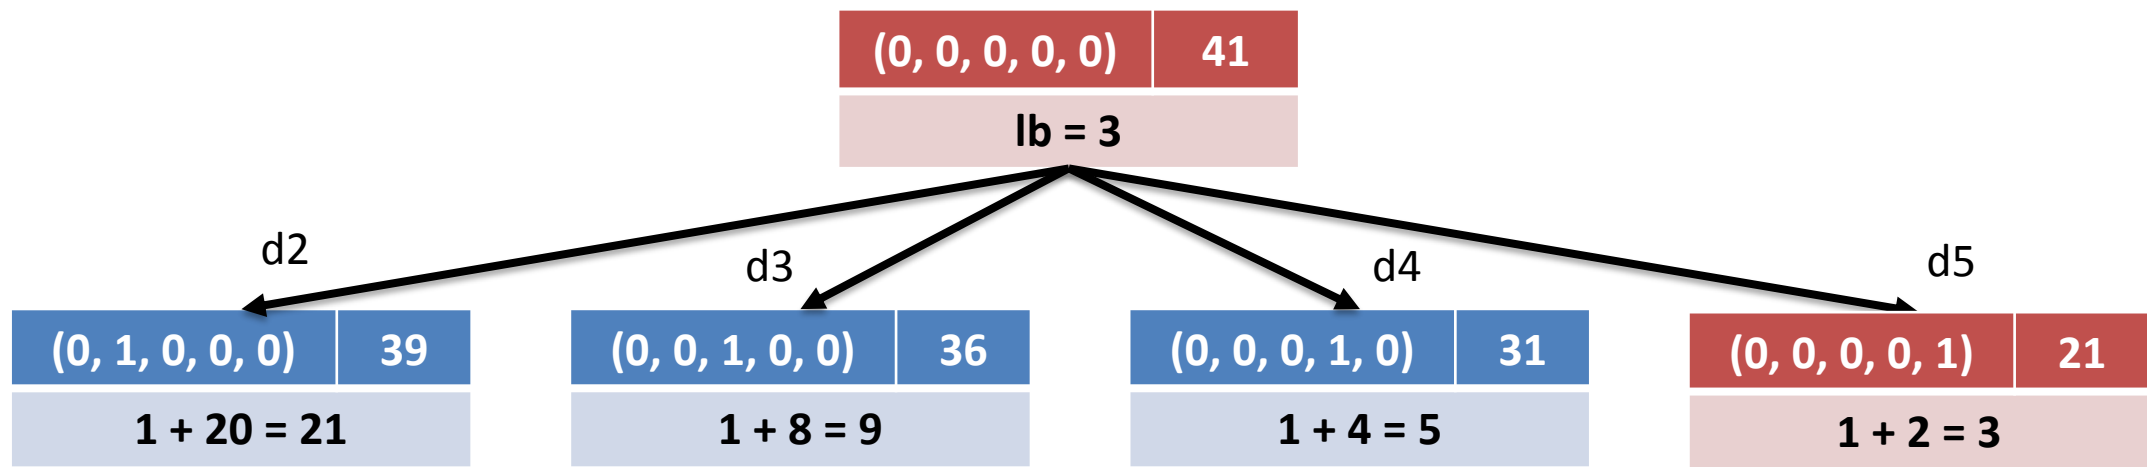 (0, 0, 0, 0, 0) 41
lb = 3
d2
d3
d4
d5
(0, 1, 0, 0, 0) 39
1 + 20 = 21
(0, 0, 1, 0, 0) 36
1 + 8 = 9
(0, 0, 0, 1, 0) 31
1 + 4 = 5
(0, 0, 0, 0, 1) 21
1 + 2 = 3